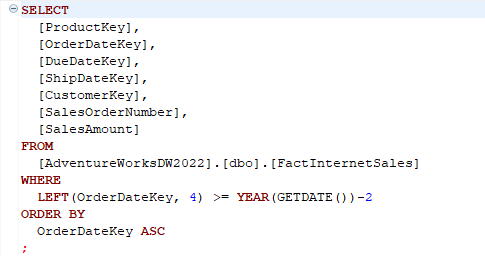 SELECT
[ProductKey],
[OrderDateKey],
[DueDateKey],
[ShipDateKey],
[CustomerKey],
[SalesOrderNumber],
[SalesAmount]
FROM
[AdventureWorksDW2022].[dbo].[FactInternetSales]
WHERE
LEFT(OrderDateKey, 4) >= YEAR(GETDATE())-2
ORDER BY
OrderDateKey ASC
;